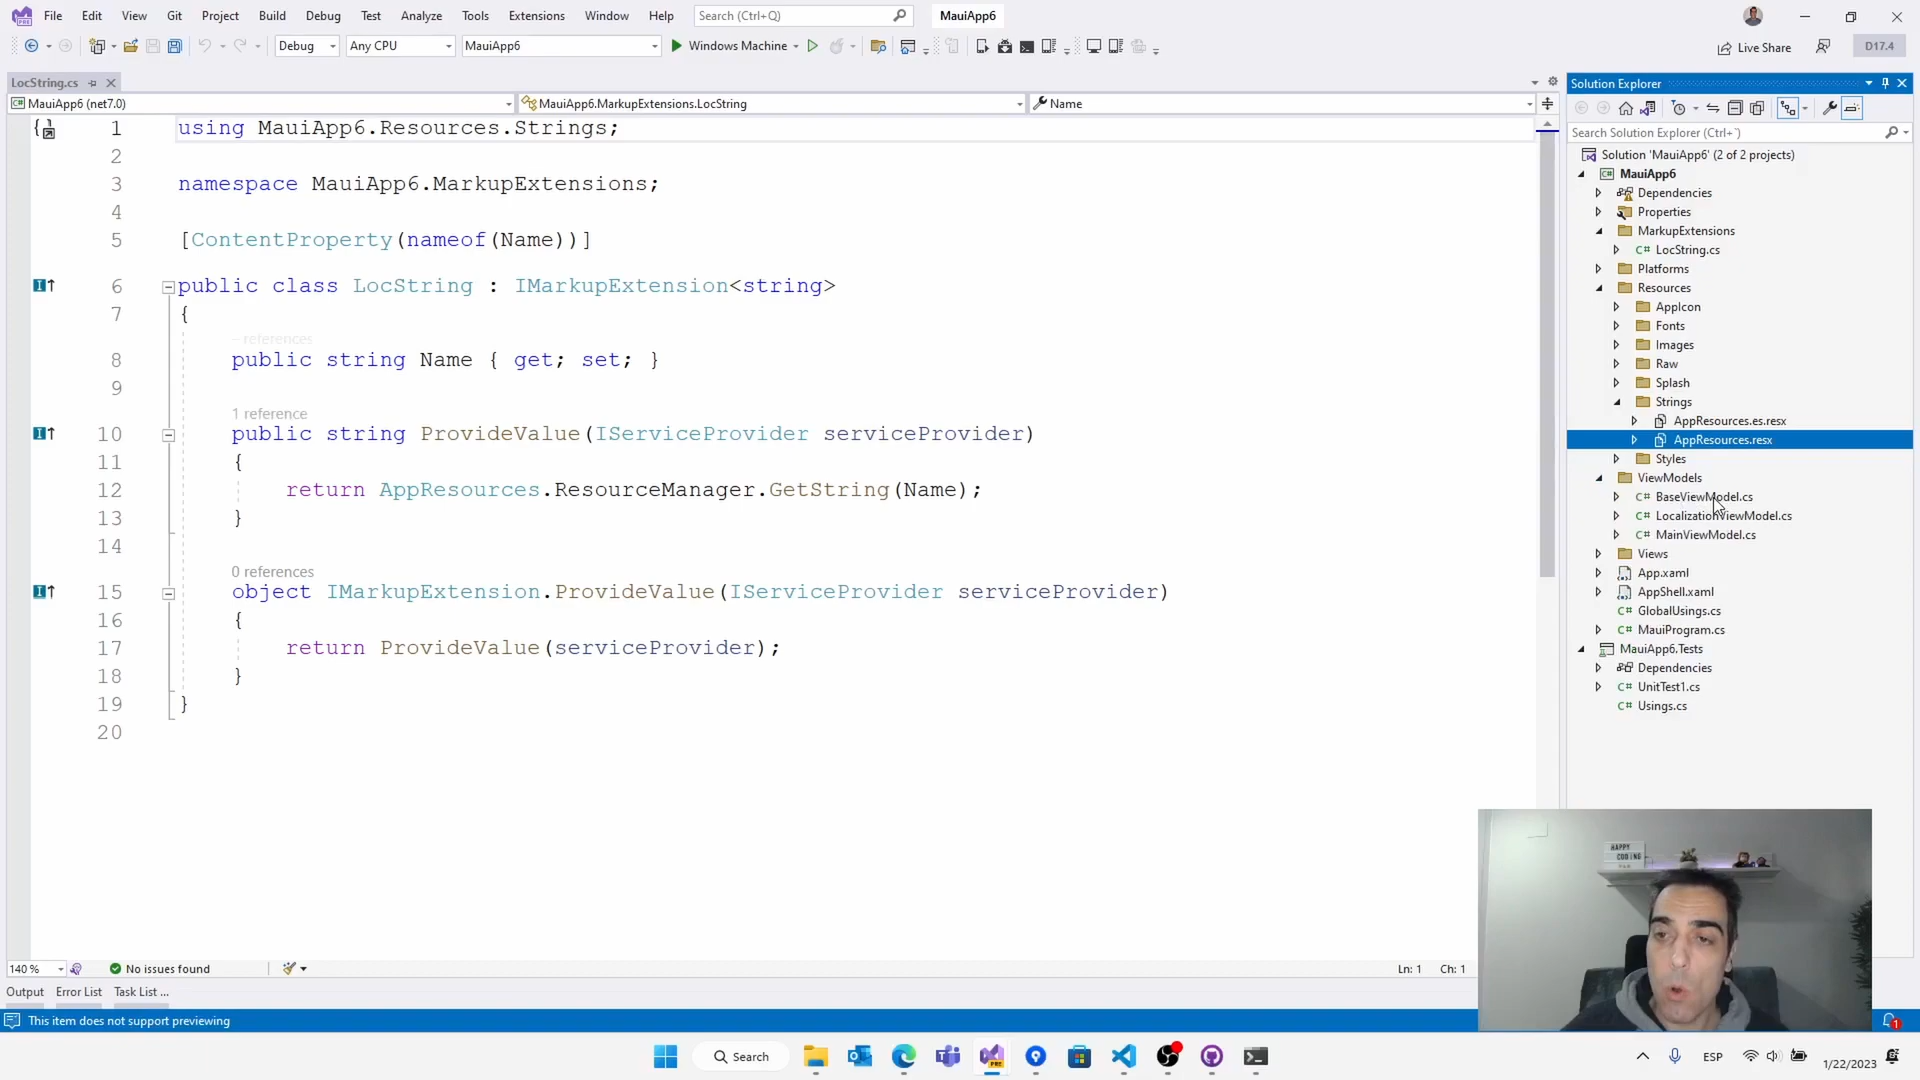 File Edit View Git Project Build Debug Test Analyze Tools Extensions Window Help Search (Ctrl+Q) MauiApp6
Debug Any CPU MauiApp6 Windows Machine Live Share D17.4
LocString.cs
MauiApp6 (net7.0) MauiApp6.MarkupExtensions.LocString Name
1 using MauiApp6.Resources.Strings;
2
3 namespace MauiApp6.MarkupExtensions;
4
5 [ContentProperty(nameof(Name))]
6 public class LocString : IMarkupExtension<string>
7 {
- references
8 public string Name { get; set; }
9
1 reference
10 public string ProvideValue(IServiceProvider serviceProvider)
11 {
12 return AppResources.ResourceManager.GetString(Name);
13 }
14
0 references
15 object IMarkupExtension.ProvideValue(IServiceProvider serviceProvider)
16 {
17 return ProvideValue(serviceProvider);
18 }
19 }
20
140 % No issues found Ln: 1 Ch: 1
Output Error List Task List ...
This item does not support previewing
Solution Explorer
Search Solution Explorer (Ctrl+`)
Solution 'MauiApp6' (2 of 2 projects)
MauiApp6
Dependencies
Properties
MarkupExtensions
C# LocString.cs
Platforms
Resources
AppIcon
Fonts
Images
Raw
Splash
Strings
AppResources.es.resx
AppResources.resx
Styles
ViewModels
C# BaseViewModel.cs
C# LocalizationViewModel.cs
C# MainViewModel.cs
Views
App.xaml
AppShell.xaml
C# GlobalUsings.cs
C# MauiProgram.cs
MauiApp6.Tests
Dependencies
C# UnitTest1.cs
C# Usings.cs
HAPPY
CODING
1
Search
PRE
ESP
1/22/2023